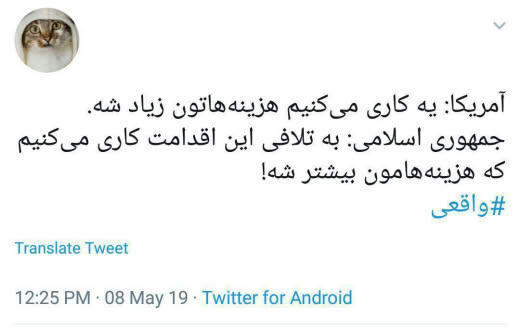 آمریکا: یه کاری می‌کنیم هزینه‌هاتون زیاد شه.
جمهوری اسلامی: به تلافی این اقدامت کاری می‌کنیم
که هزینه‌هامون بیشتر شه!
#واقعی
Translate Tweet
12:25 PM · 08 May 19 · Twitter for Android